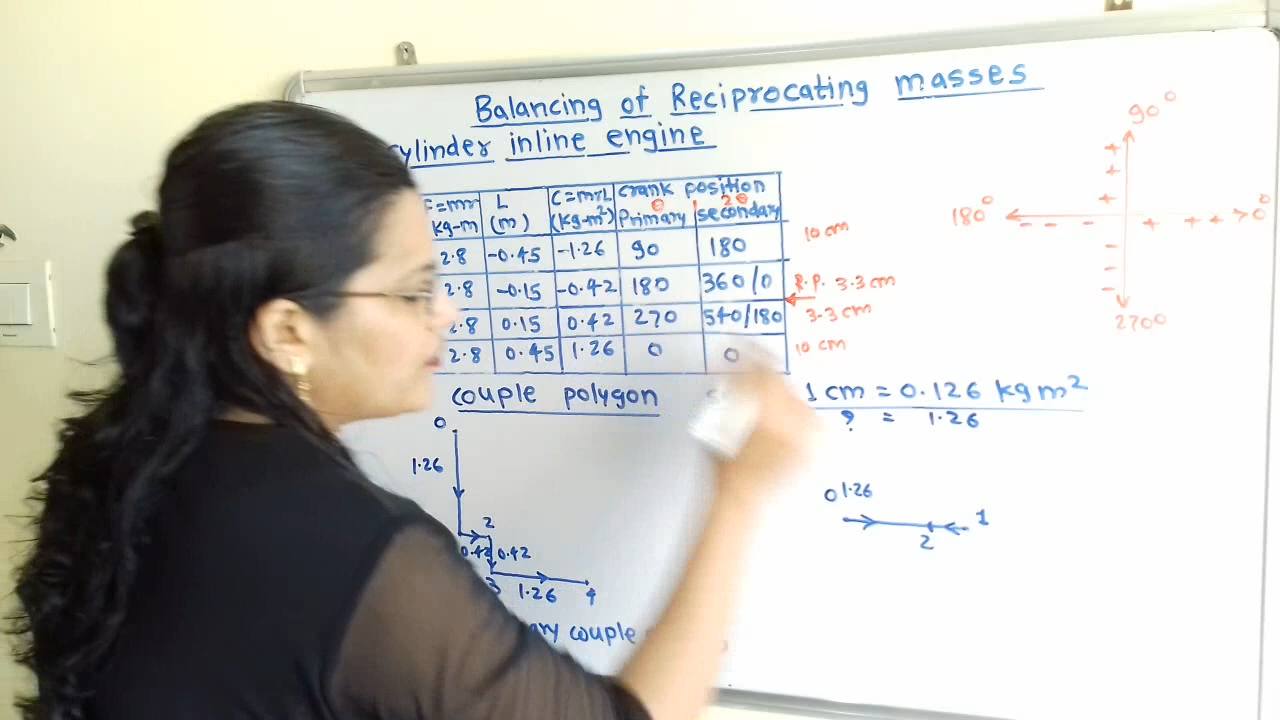 Balancing of Reciprocating masses
cylinder inline engine
=mr L C=mrL crank position
kg-m (m) (kg-m²) Primary θ secondary 2θ
2.8 -0.45 -1.26 90 180
2.8 -0.15 -0.42 180 360/0
2.8 0.15 0.42 270 540/180
2.8 0.45 1.26 0 0
10 cm
R.P. 3.3 cm
3.3 cm
10 cm
90°
180°
0°
270°
+
+
+
- - -
+ + +
-
-
-
couple polygon
1 cm = 0.126 kg m²
? = 1.26
0
1.26
2
0.42 0.42
3 1.26 4
0 1.26
1
2
couple